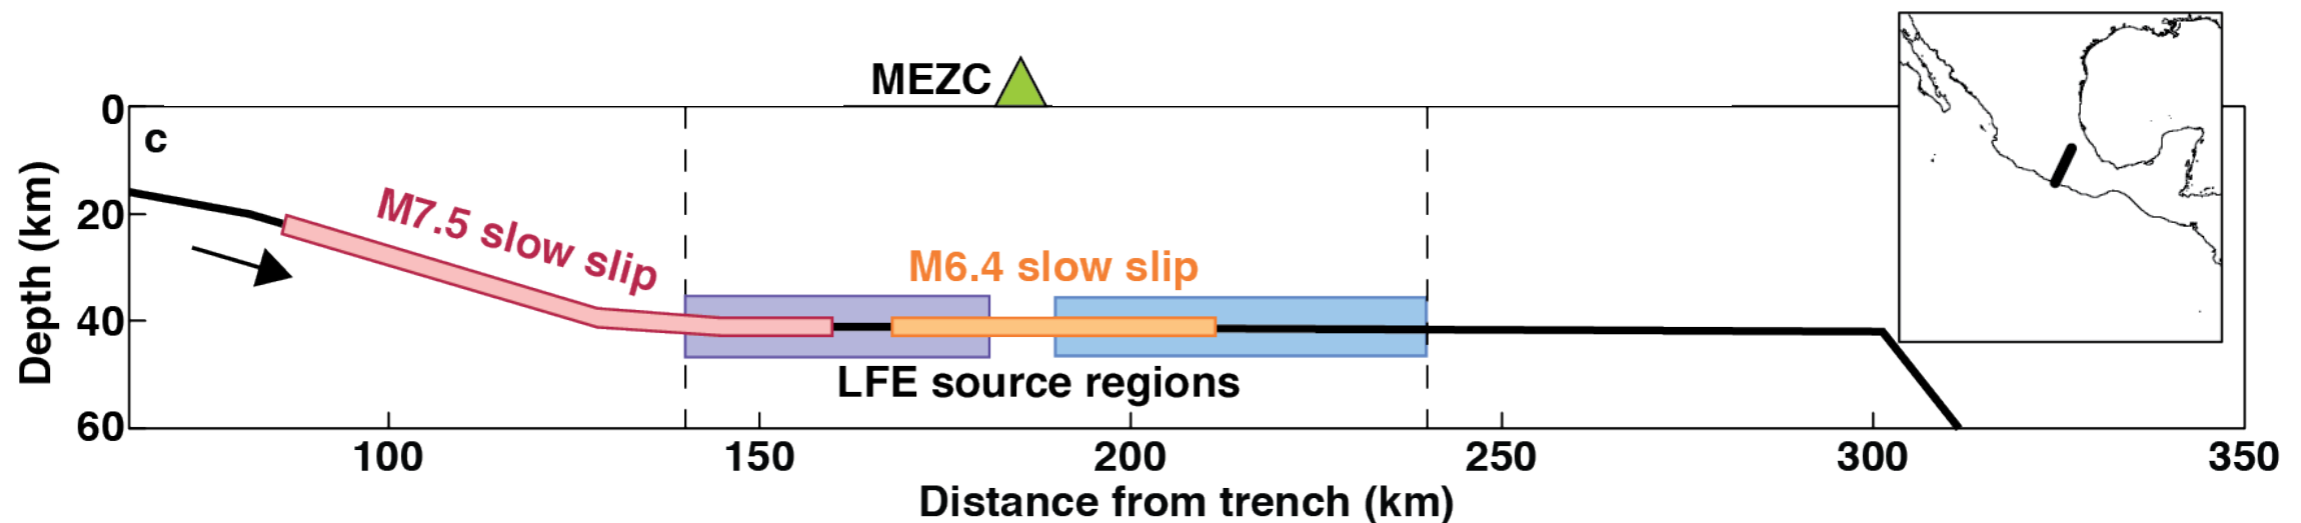 MEZC
c
0
20
40
60
Depth (km)
M7.5 slow slip
M6.4 slow slip
LFE source regions
100 150 200 250 300 350
Distance from trench (km)